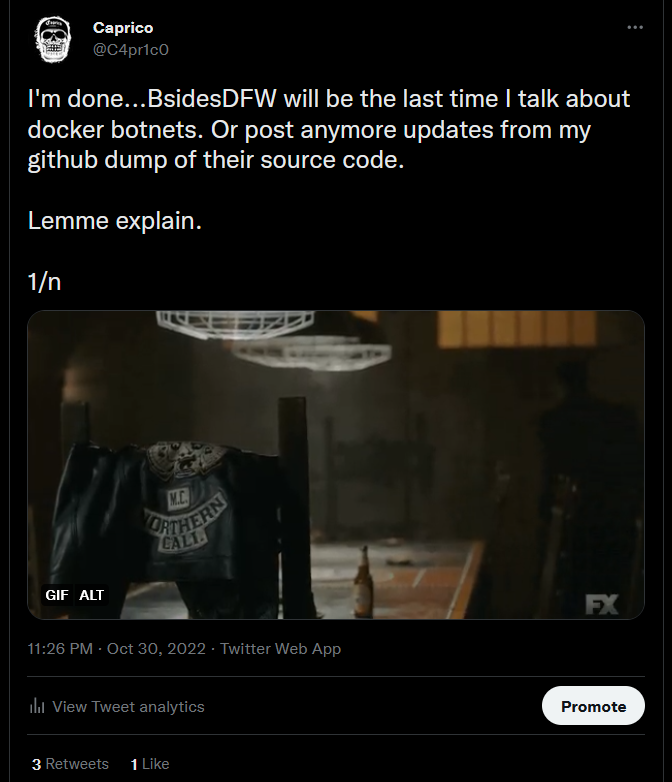 Caprico
@C4pr1c0
I'm done...BsidesDFW will be the last time I talk about
docker botnets. Or post anymore updates from my
github dump of their source code.
Lemme explain.
1/n
M.C.
NORTHERN
CALI.
GIF ALT
FX
11:26 PM · Oct 30, 2022 · Twitter Web App
View Tweet analytics
Promote
3 Retweets 1 Like